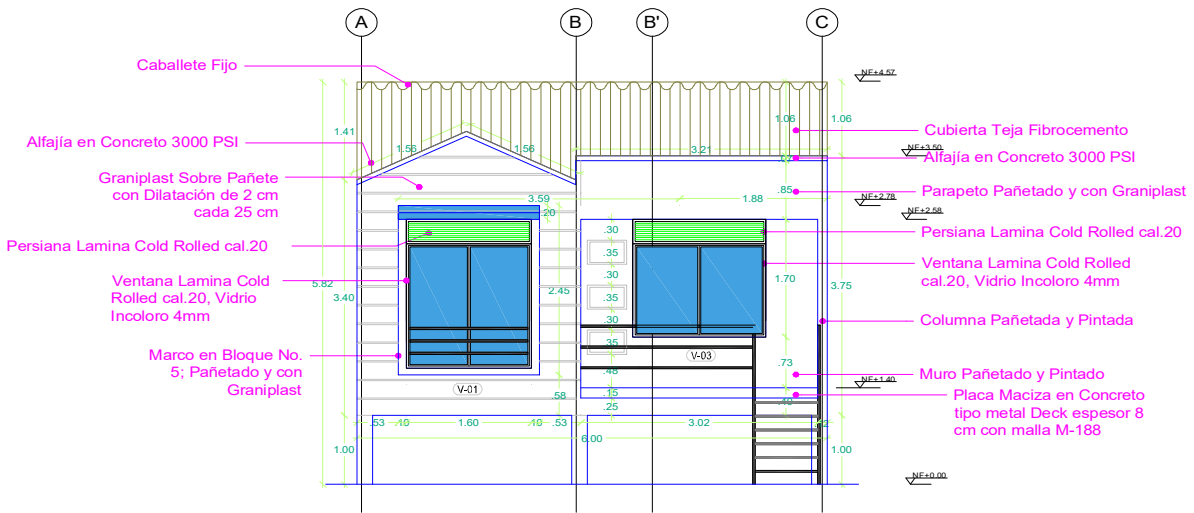 A
B
B'
C
Caballete Fijo
Alfajía en Concreto 3000 PSI
Graniplast Sobre Pañete
con Dilatación de 2 cm
cada 25 cm
Persiana Lamina Cold Rolled cal.20
Ventana Lamina Cold
Rolled cal.20, Vidrio
Incoloro 4mm
Marco en Bloque No.
5; Pañetado y con
Graniplast
5.82
1.41
3.40
1.00
1.56
1.56
3.59
.20
2.45
.58
V-01
.53
.10
1.60
.10
.53
3.02
6.00
.30
.35
.30
.35
.30
.35
.48
.15
.25
3.21
1.88
V-03
1.06
.85
1.70
.73
.40
1.06
3.75
1.00
NF+4.57
NF+3.50
NF+2.78
NF+2.58
NF+1.40
NF+0.00
Cubierta Teja Fibrocemento
Alfajía en Concreto 3000 PSI
Parapeto Pañetado y con Graniplast
Persiana Lamina Cold Rolled cal.20
Ventana Lamina Cold Rolled
cal.20, Vidrio Incoloro 4mm
Columna Pañetada y Pintada
Muro Pañetado y Pintado
Placa Maciza en Concreto
tipo metal Deck espesor 8
cm con malla M-188